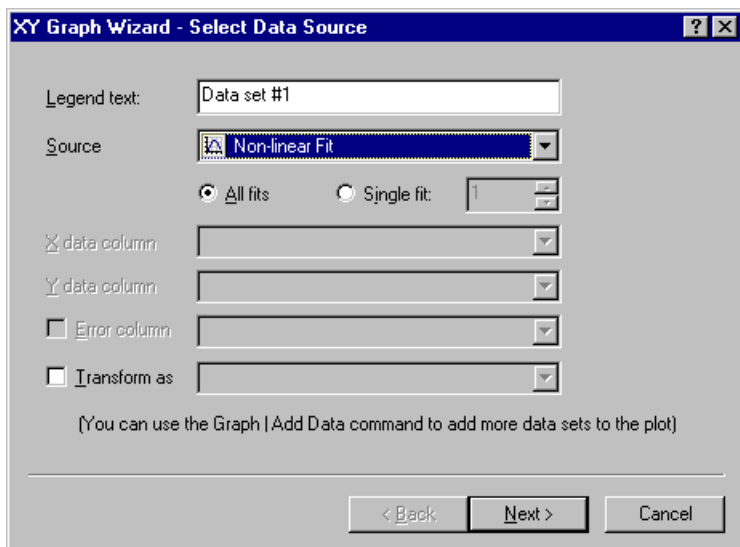 XY Graph Wizard - Select Data Source
Legend text: Data set #1
Source Non-linear Fit
All fits Single fit: 1
X data column
Y data column
Error column
Transform as
(You can use the Graph | Add Data command to add more data sets to the plot)
< Back Next > Cancel